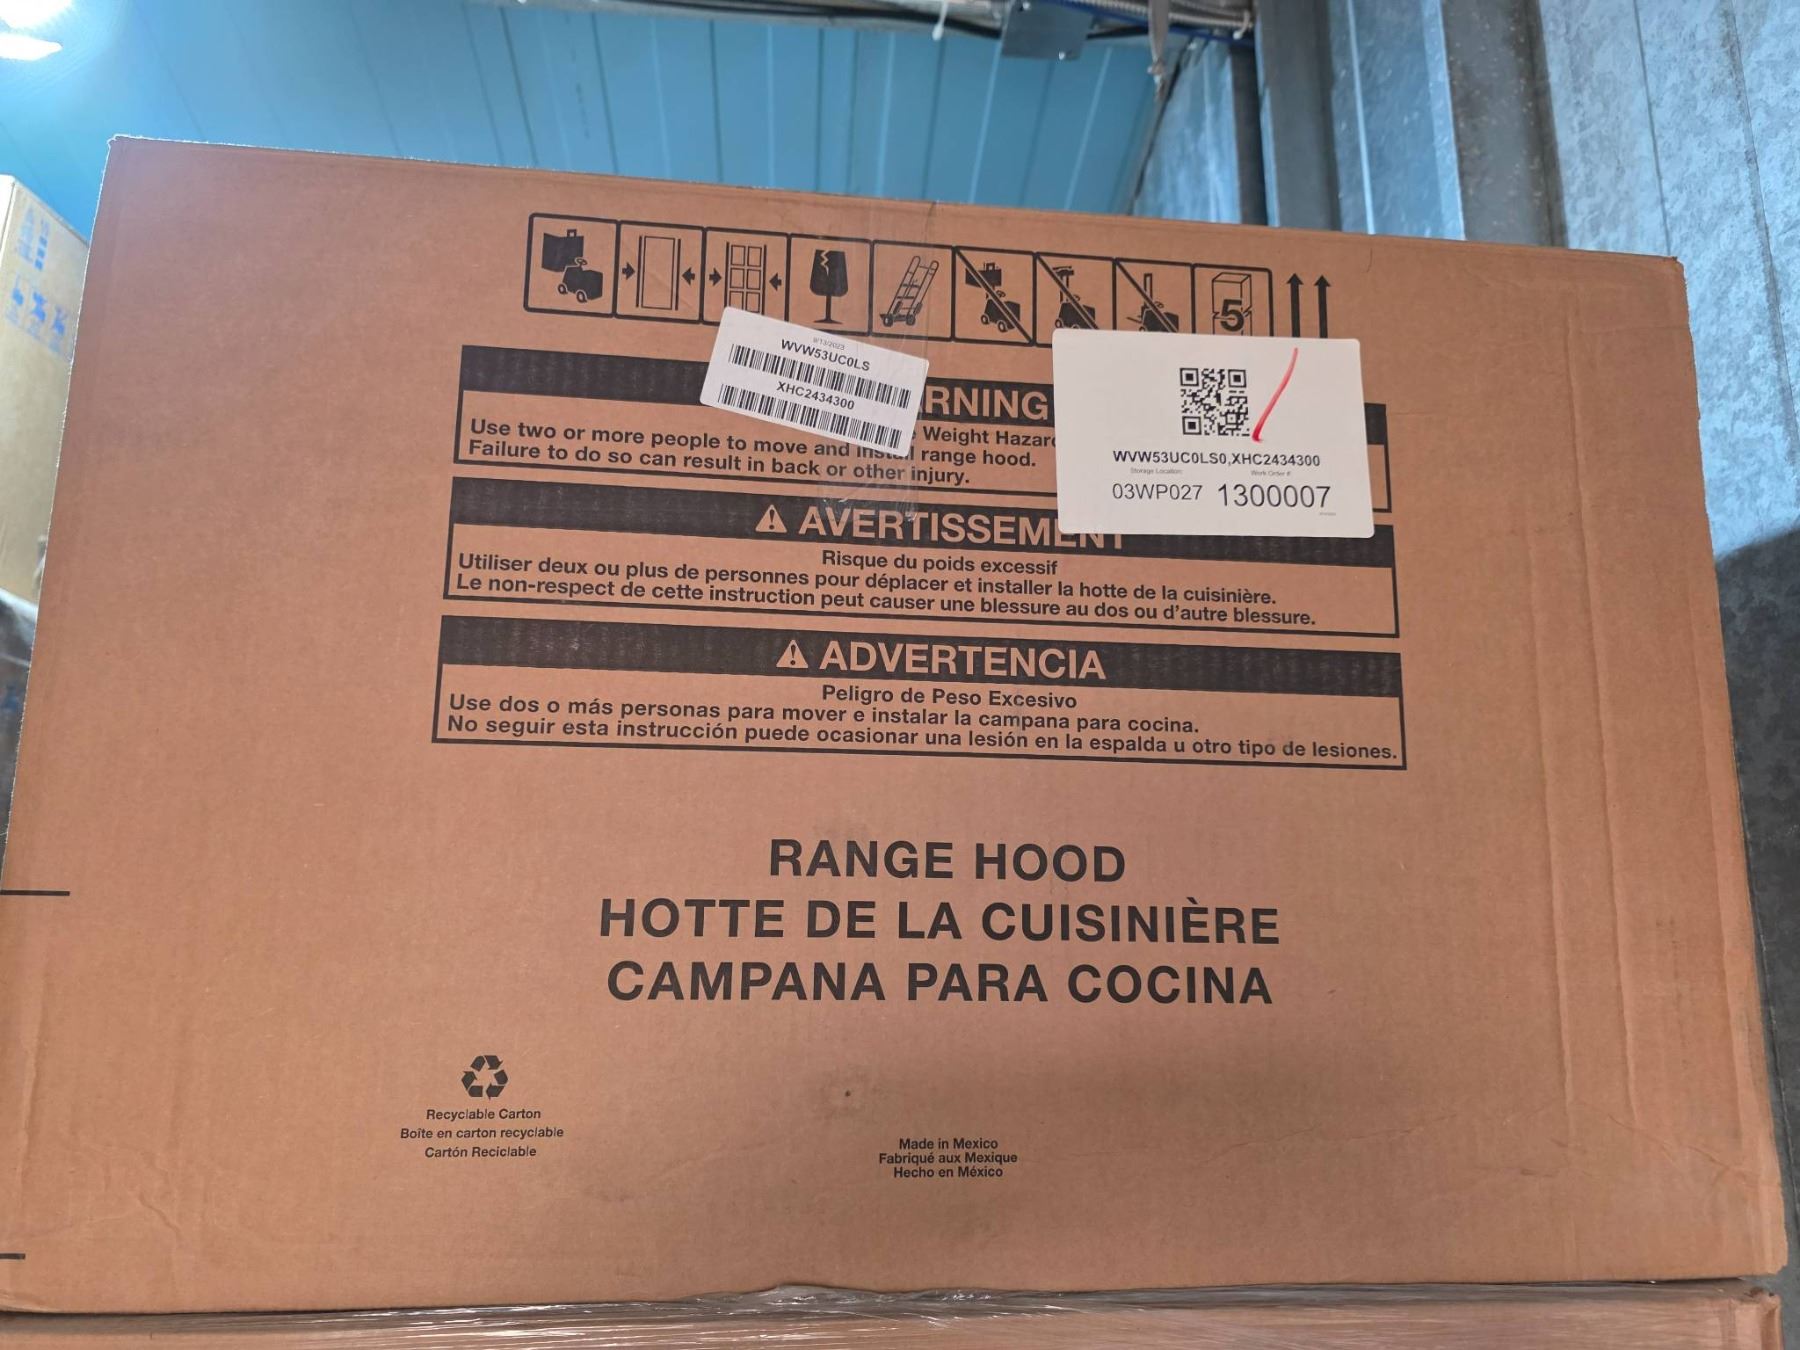 5
9/13/2023
WVW53UC0LS
XHC2434300
WVW53UC0LS0,XHC2434300
Storage Location:
Work Order #:
03WP027 1300007
RNING
Weight Hazar
Use two or more people to move and install range hood.
Failure to do so can result in back or other injury.
AVERTISSEMENT
Risque du poids excessif
Utiliser deux ou plus de personnes pour déplacer et installer la hotte de la cuisinière.
Le non-respect de cette instruction peut causer une blessure au dos ou d'autre blessure.
ADVERTENCIA
Peligro de Peso Excesivo
Use dos o más personas para mover e instalar la campana para cocina.
No seguir esta instrucción puede ocasionar una lesión en la espalda u otro tipo de lesiones.
RANGE HOOD
HOTTE DE LA CUISINIÈRE
CAMPANA PARA COCINA
Recyclable Carton
Boîte en carton recyclable
Cartón Reciclable
Made in Mexico
Fabriqué aux Mexique
Hecho en México